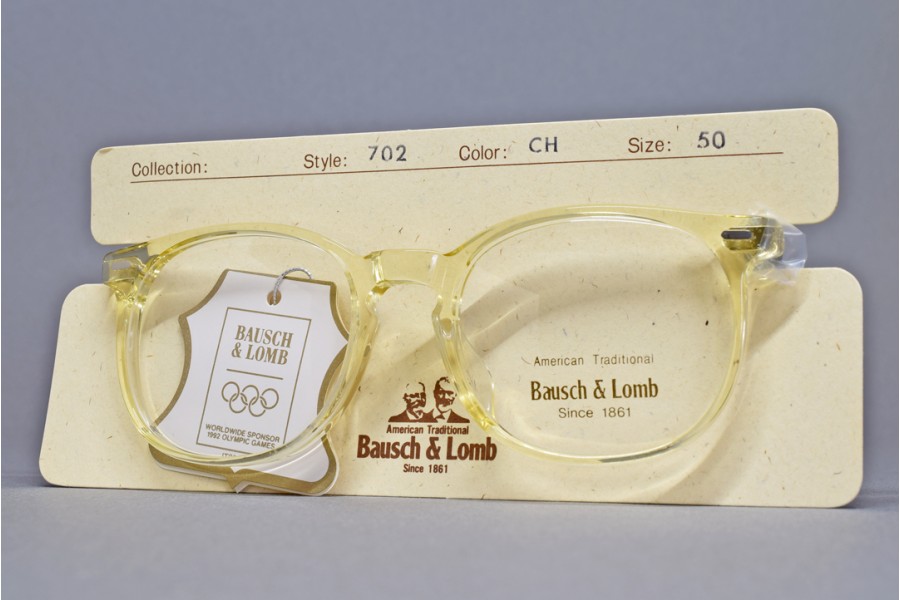 Collection: Style: 702 Color: CH Size: 50
BAUSCH
& LOMB
WORLDWIDE SPONSOR
1992 OLYMPIC GAMES
American Traditional
Bausch & Lomb
Since 1861
American Traditional
Bausch & Lomb
Since 1861